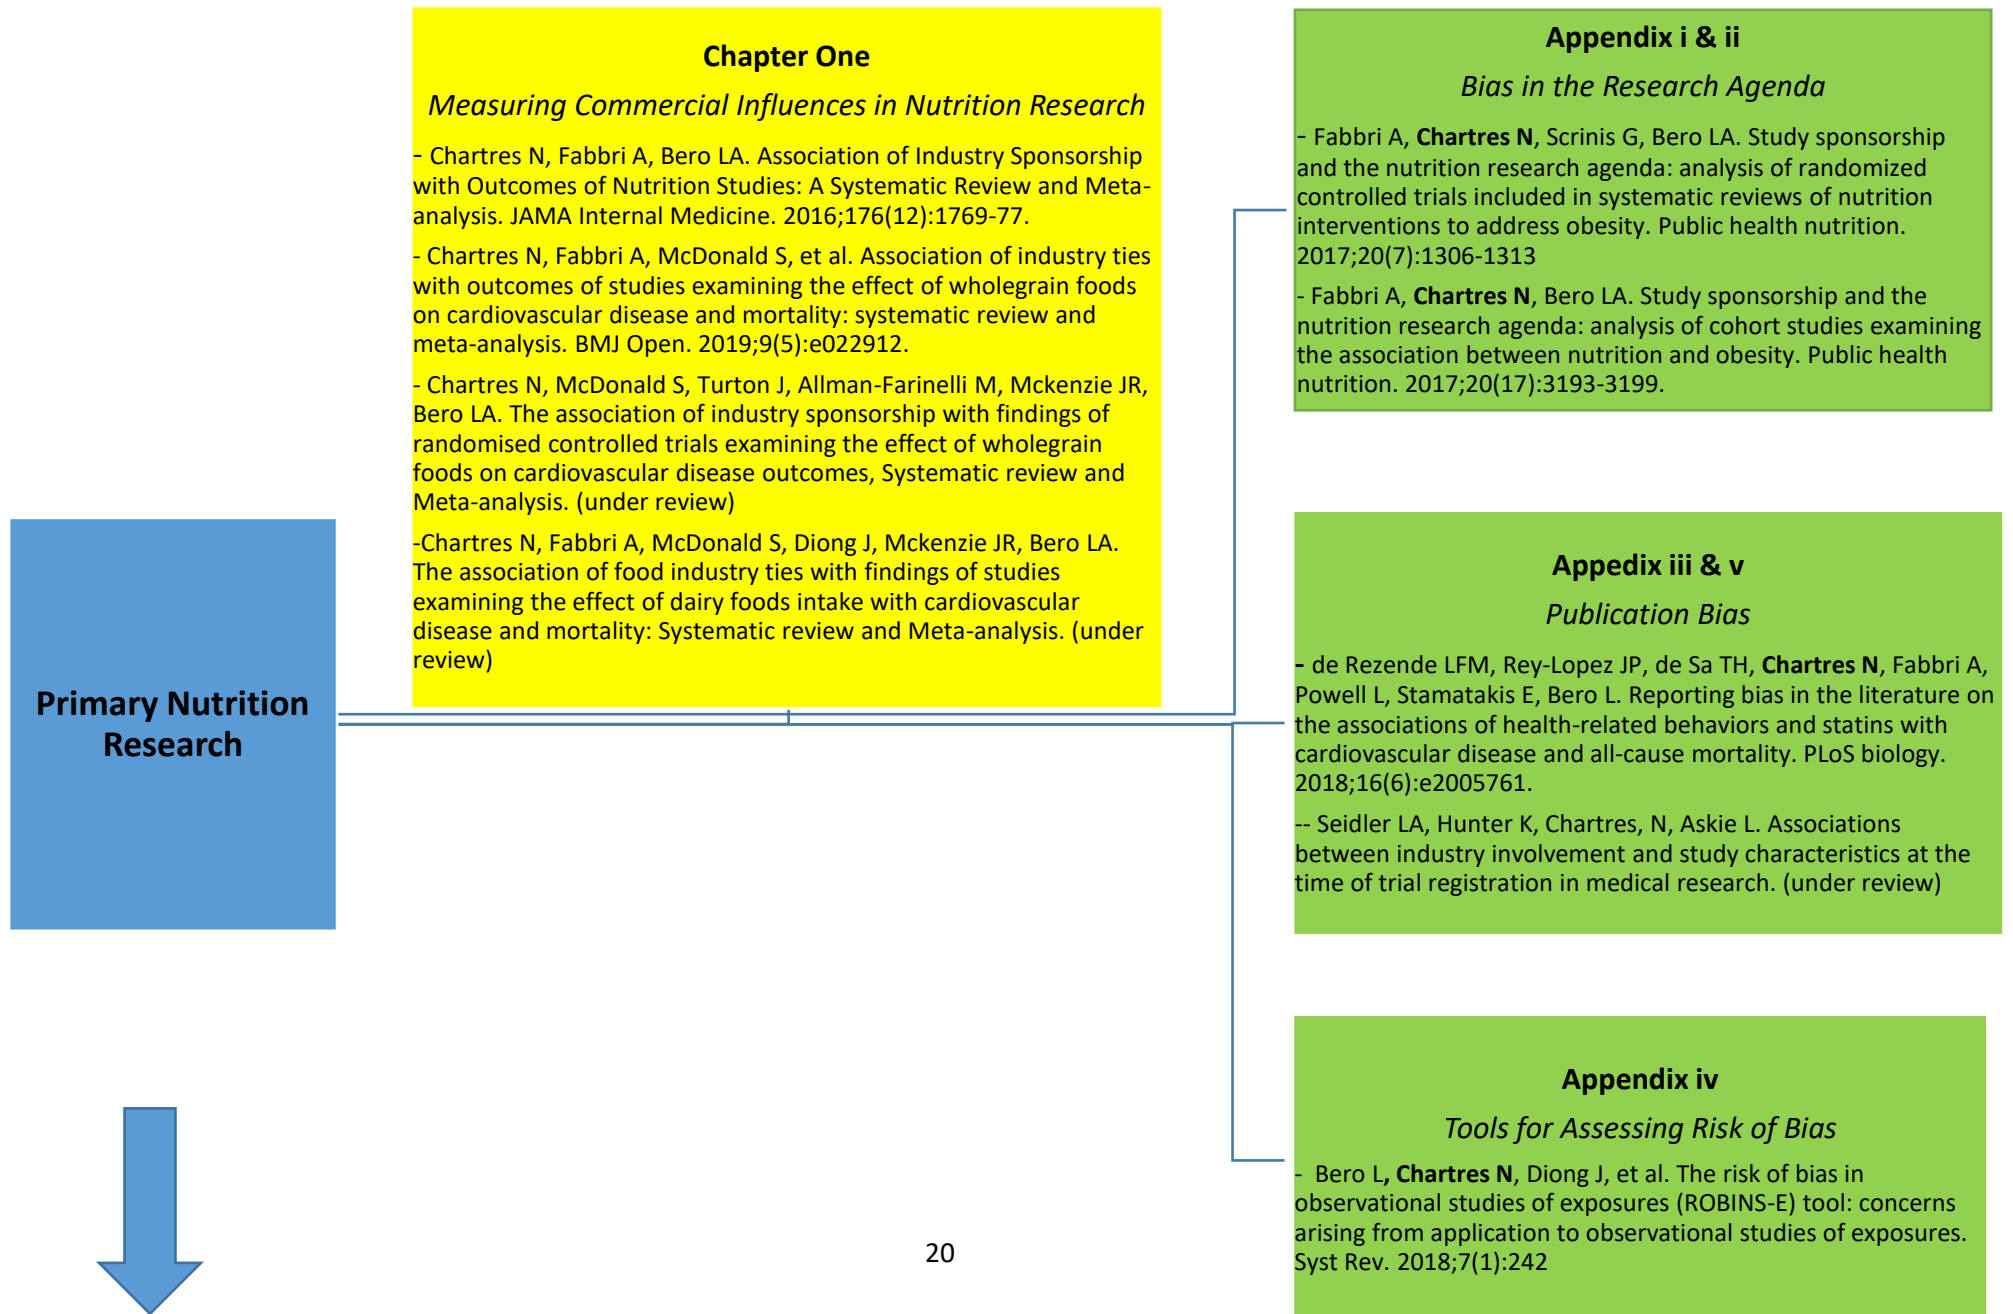 Chapter One
Measuring Commercial Influences in Nutrition Research
- Chartres N, Fabbri A, Bero LA. Association of Industry Sponsorship
with Outcomes of Nutrition Studies: A Systematic Review and Meta-
analysis. JAMA Internal Medicine. 2016;176(12):1769-77.
- Chartres N, Fabbri A, McDonald S, et al. Association of industry ties
with outcomes of studies examining the effect of wholegrain foods
on cardiovascular disease and mortality: systematic review and
meta-analysis. BMJ Open. 2019;9(5):e022912.
- Chartres N, McDonald S, Turton J, Allman-Farinelli M, Mckenzie JR,
Bero LA. The association of industry sponsorship with findings of
randomised controlled trials examining the effect of wholegrain
foods on cardiovascular disease outcomes, Systematic review and
Meta-analysis. (under review)
-Chartres N, Fabbri A, McDonald S, Diong J, Mckenzie JR, Bero LA.
The association of food industry ties with findings of studies
examining the effect of dairy foods intake with cardiovascular
disease and mortality: Systematic review and Meta-analysis. (under
review)
Primary Nutrition
Research
Appendix i & ii
Bias in the Research Agenda
- Fabbri A, Chartres N, Scrinis G, Bero LA. Study sponsorship
and the nutrition research agenda: analysis of randomized
controlled trials included in systematic reviews of nutrition
interventions to address obesity. Public health nutrition.
2017;20(7):1306-1313
- Fabbri A, Chartres N, Bero LA. Study sponsorship and the
nutrition research agenda: analysis of cohort studies examining
the association between nutrition and obesity. Public health
nutrition. 2017;20(17):3193-3199.
Appedix iii & v
Publication Bias
- de Rezende LFM, Rey-Lopez JP, de Sa TH, Chartres N, Fabbri A,
Powell L, Stamatakis E, Bero L. Reporting bias in the literature on
the associations of health-related behaviors and statins with
cardiovascular disease and all-cause mortality. PLoS biology.
2018;16(6):e2005761.
-- Seidler LA, Hunter K, Chartres, N, Askie L. Associations
between industry involvement and study characteristics at the
time of trial registration in medical research. (under review)
Appendix iv
Tools for Assessing Risk of Bias
- Bero L, Chartres N, Diong J, et al. The risk of bias in
observational studies of exposures (ROBINS-E) tool: concerns
arising from application to observational studies of exposures.
Syst Rev. 2018;7(1):242
20